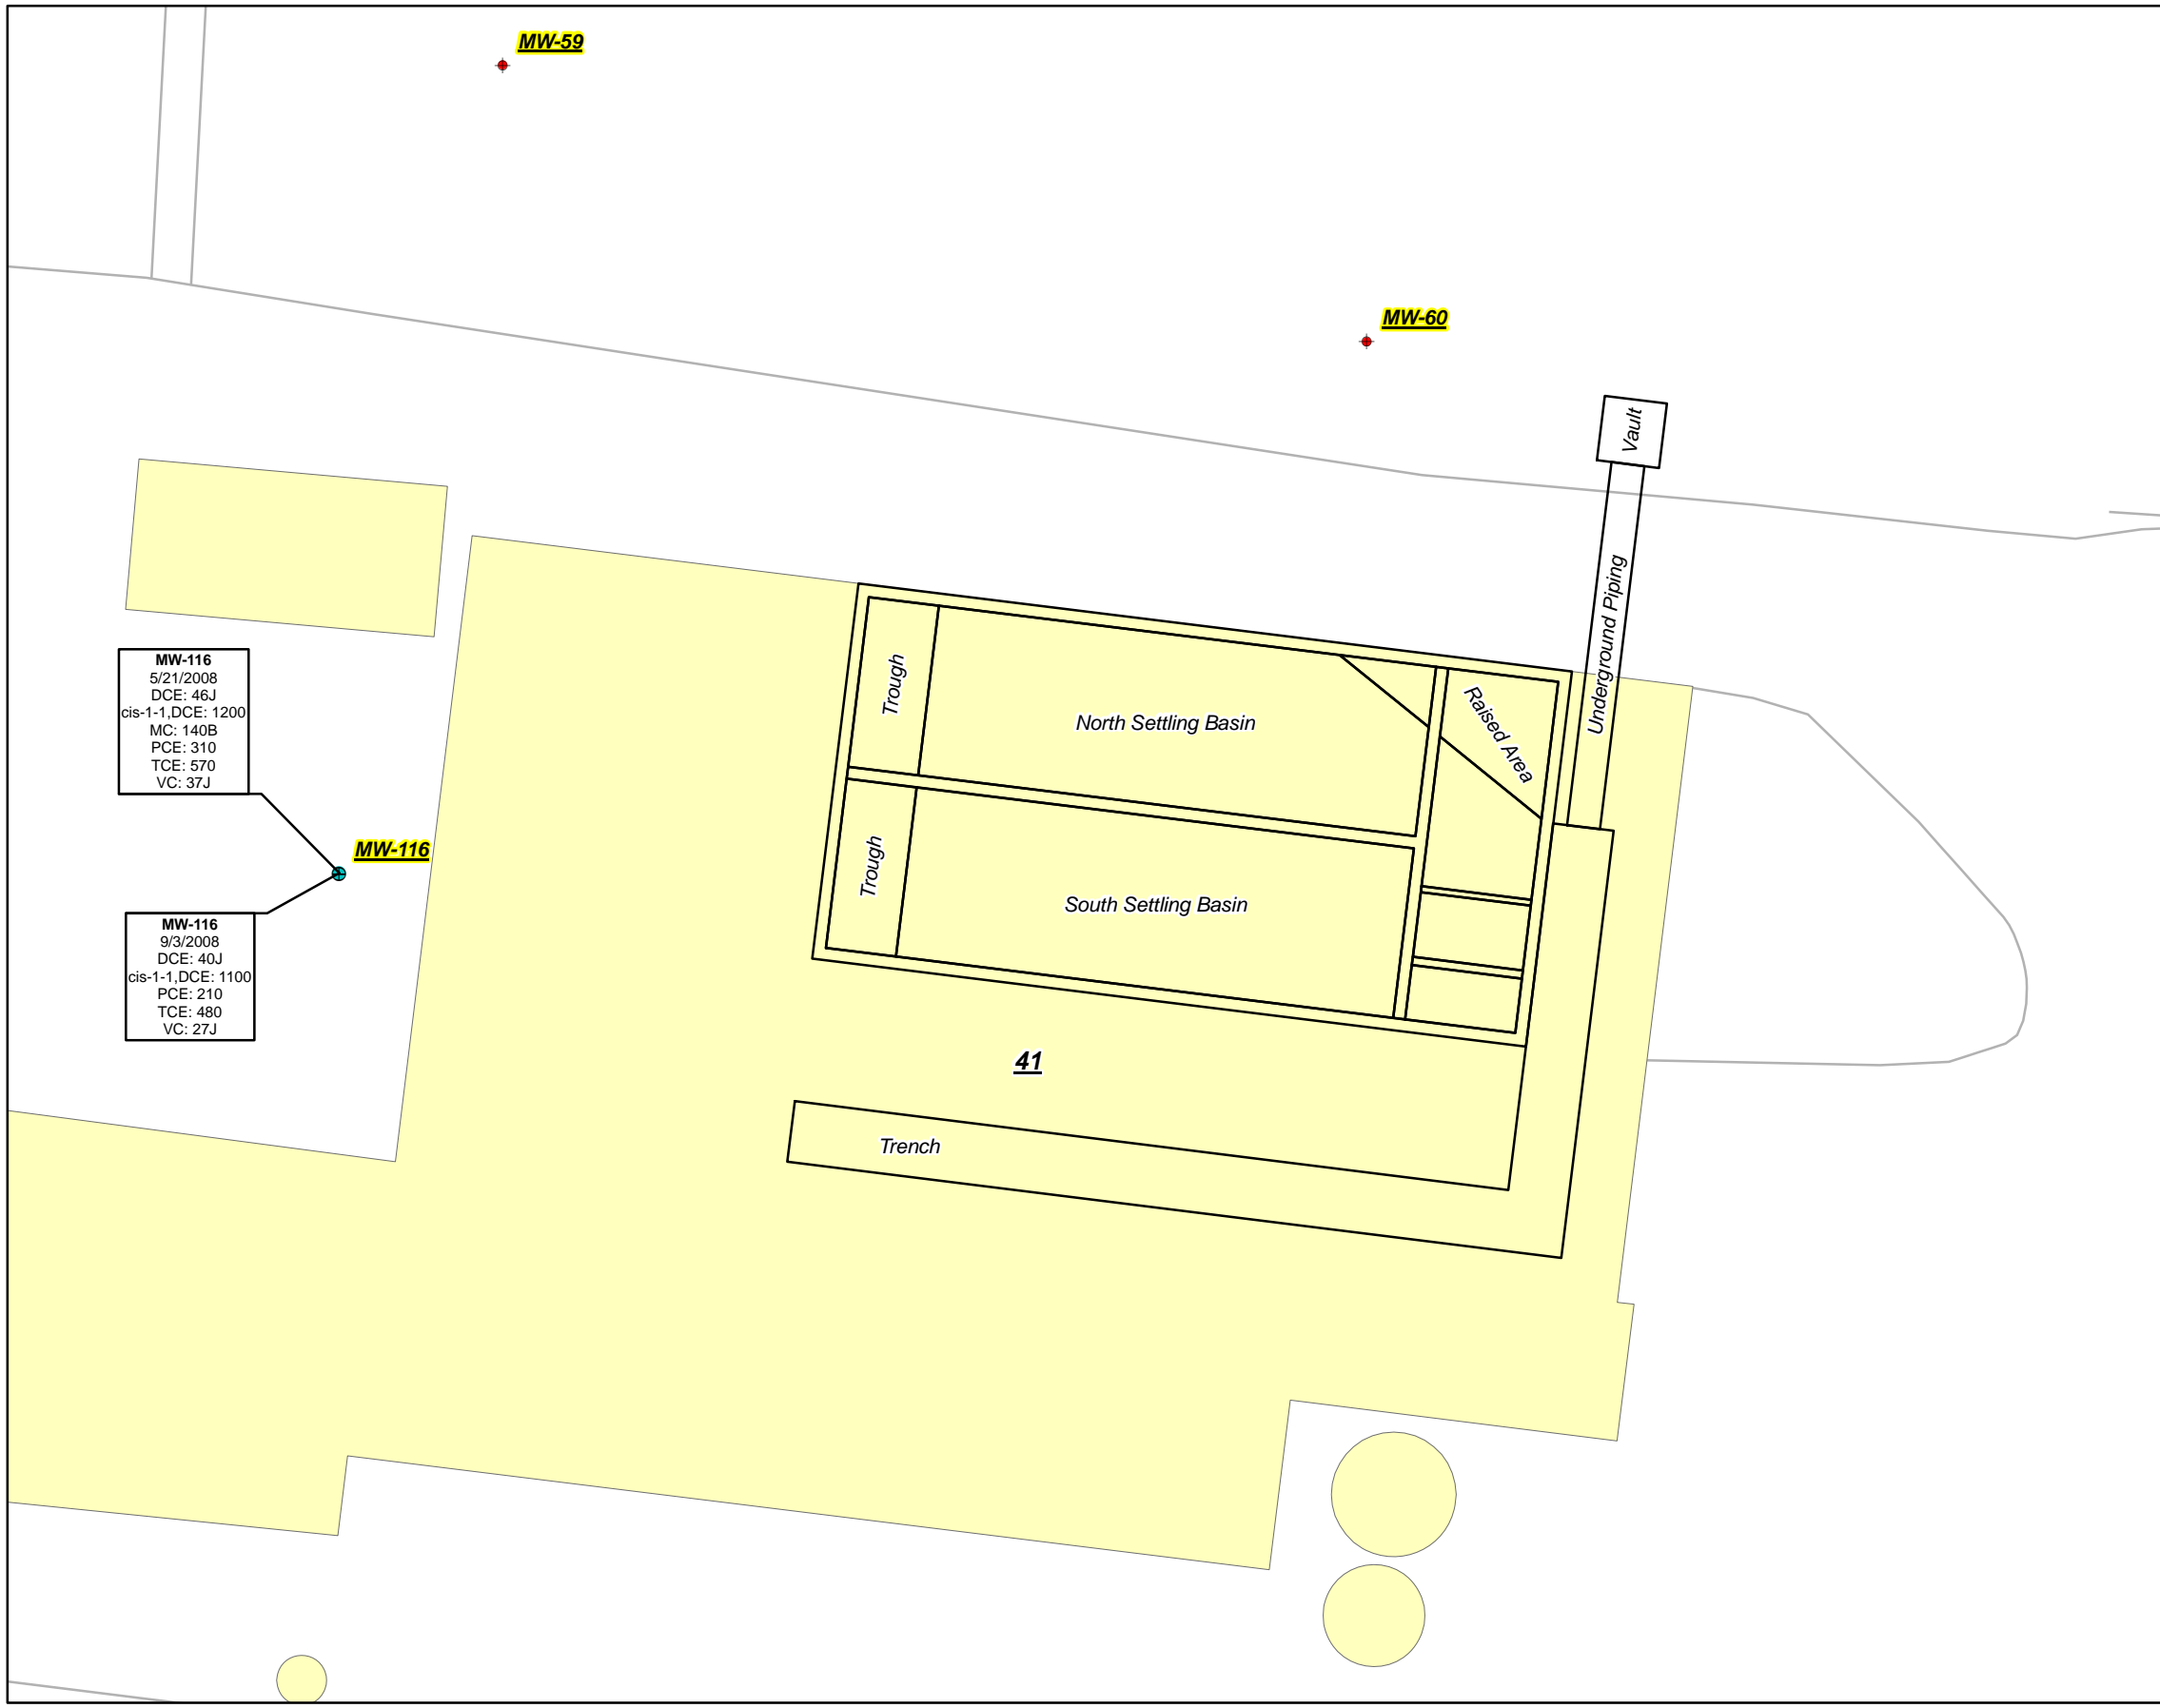 MW-59
MW-60
Vault
Underground Piping
MW-116
5/21/2008
DCE: 46J
cis-1-1,DCE: 1200
MC: 140B
PCE: 310
TCE: 570
VC: 37J
Trough
North Settling Basin
Raised Area
MW-116
Trough
South Settling Basin
MW-116
9/3/2008
DCE: 40J
cis-1-1,DCE: 1100
PCE: 210
TCE: 480
VC: 27J
41
Trench